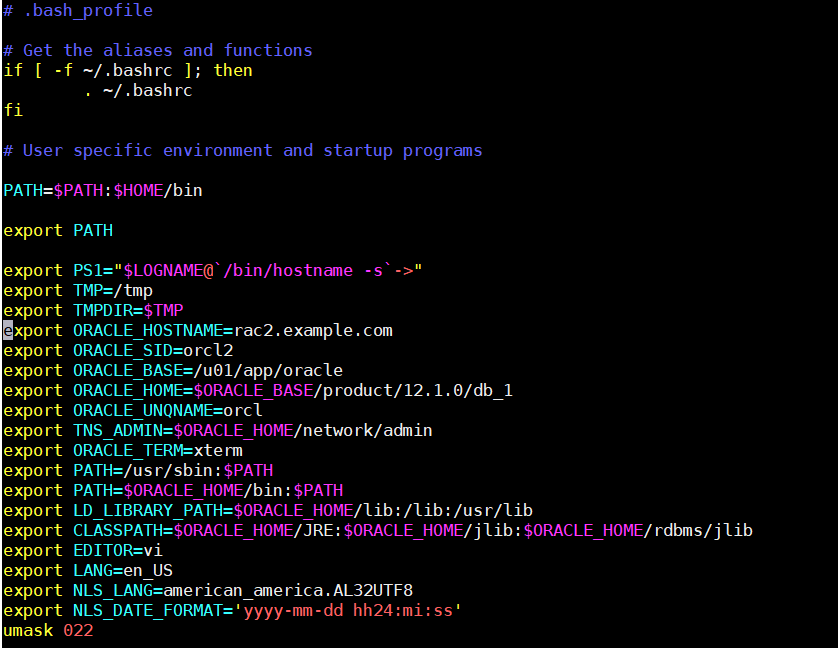 # .bash_profile
# Get the aliases and functions
if [ -f ~/.bashrc ]; then
        . ~/.bashrc
fi
# User specific environment and startup programs
PATH=$PATH:$HOME/bin
export PATH
export PS1="$LOGNAME@`/bin/hostname -s`->"
export TMP=/tmp
export TMPDIR=$TMP
export ORACLE_HOSTNAME=rac2.example.com
export ORACLE_SID=orcl2
export ORACLE_BASE=/u01/app/oracle
export ORACLE_HOME=$ORACLE_BASE/product/12.1.0/db_1
export ORACLE_UNQNAME=orcl
export TNS_ADMIN=$ORACLE_HOME/network/admin
export ORACLE_TERM=xterm
export PATH=/usr/sbin:$PATH
export PATH=$ORACLE_HOME/bin:$PATH
export LD_LIBRARY_PATH=$ORACLE_HOME/lib:/lib:/usr/lib
export CLASSPATH=$ORACLE_HOME/JRE:$ORACLE_HOME/jlib:$ORACLE_HOME/rdbms/jlib
export EDITOR=vi
export LANG=en_US
export NLS_LANG=american_america.AL32UTF8
export NLS_DATE_FORMAT='yyyy-mm-dd hh24:mi:ss'
umask 022